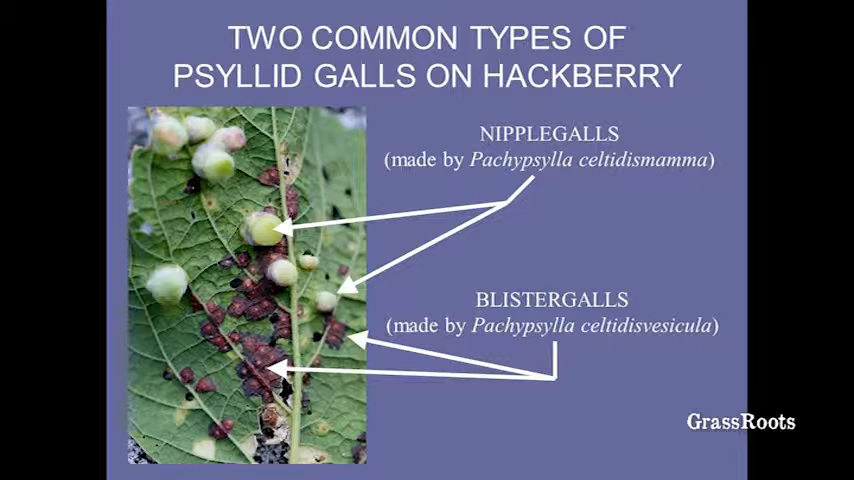 TWO COMMON TYPES OF
PSYLLID GALLS ON HACKBERRY
NIPPLEGALLS
(made by Pachypsylla celtidismamma)
BLISTERGALLS
(made by Pachypsylla celtidisvesicula)
GrassRoots